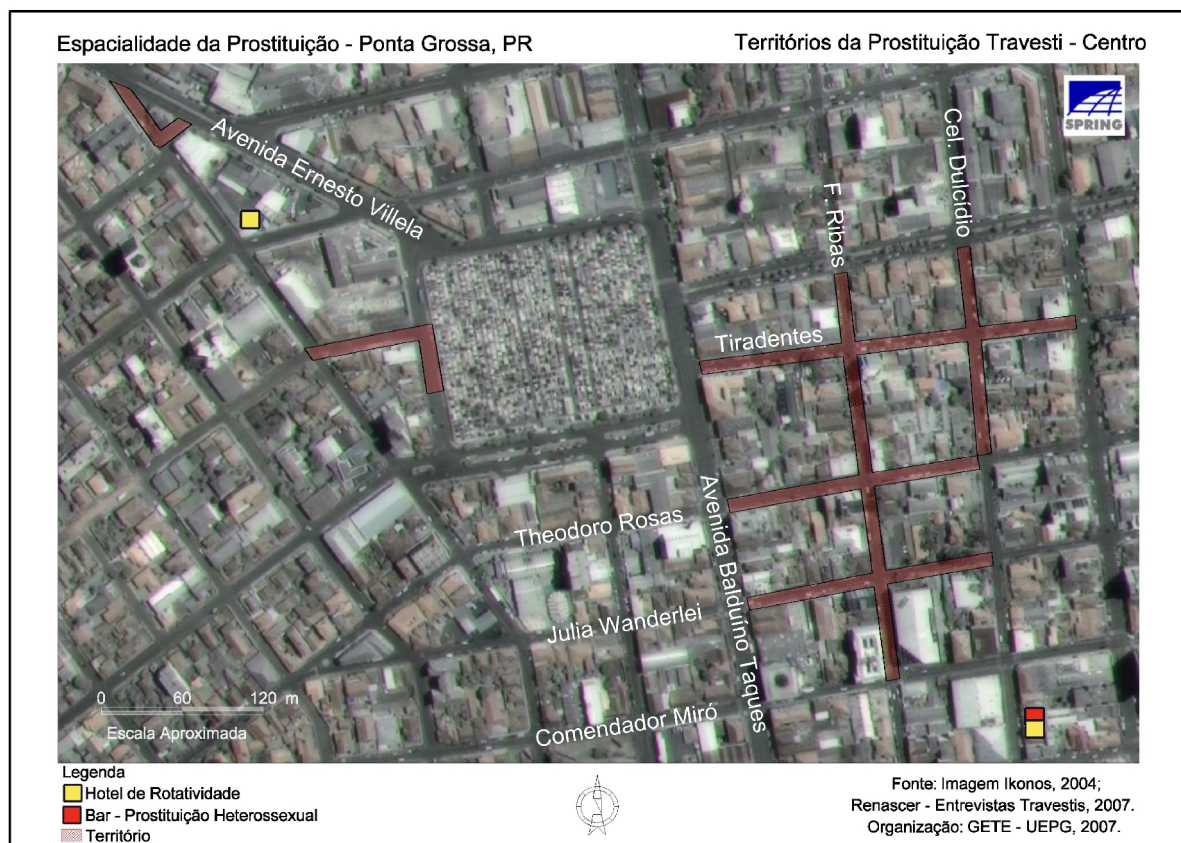 Espacialidade da Prostituição - Ponta Grossa, PR
Territórios da Prostituição Travesti - Centro
SPRING
Avenida Ernesto Villela
F. Ribas
Cel. Dulcídio
Tiradentes
Theodoro Rosas
Avenida Balduíno Taques
Julia Wanderlei
Comendador Miró
0 60 120 m
Escala Aproximada
Legenda
Hotel de Rotatividade
Bar - Prostituição Heterossexual
Território
Fonte: Imagem Ikonos, 2004;
Renascer - Entrevistas Travestis, 2007.
Organização: GETE - UEPG, 2007.